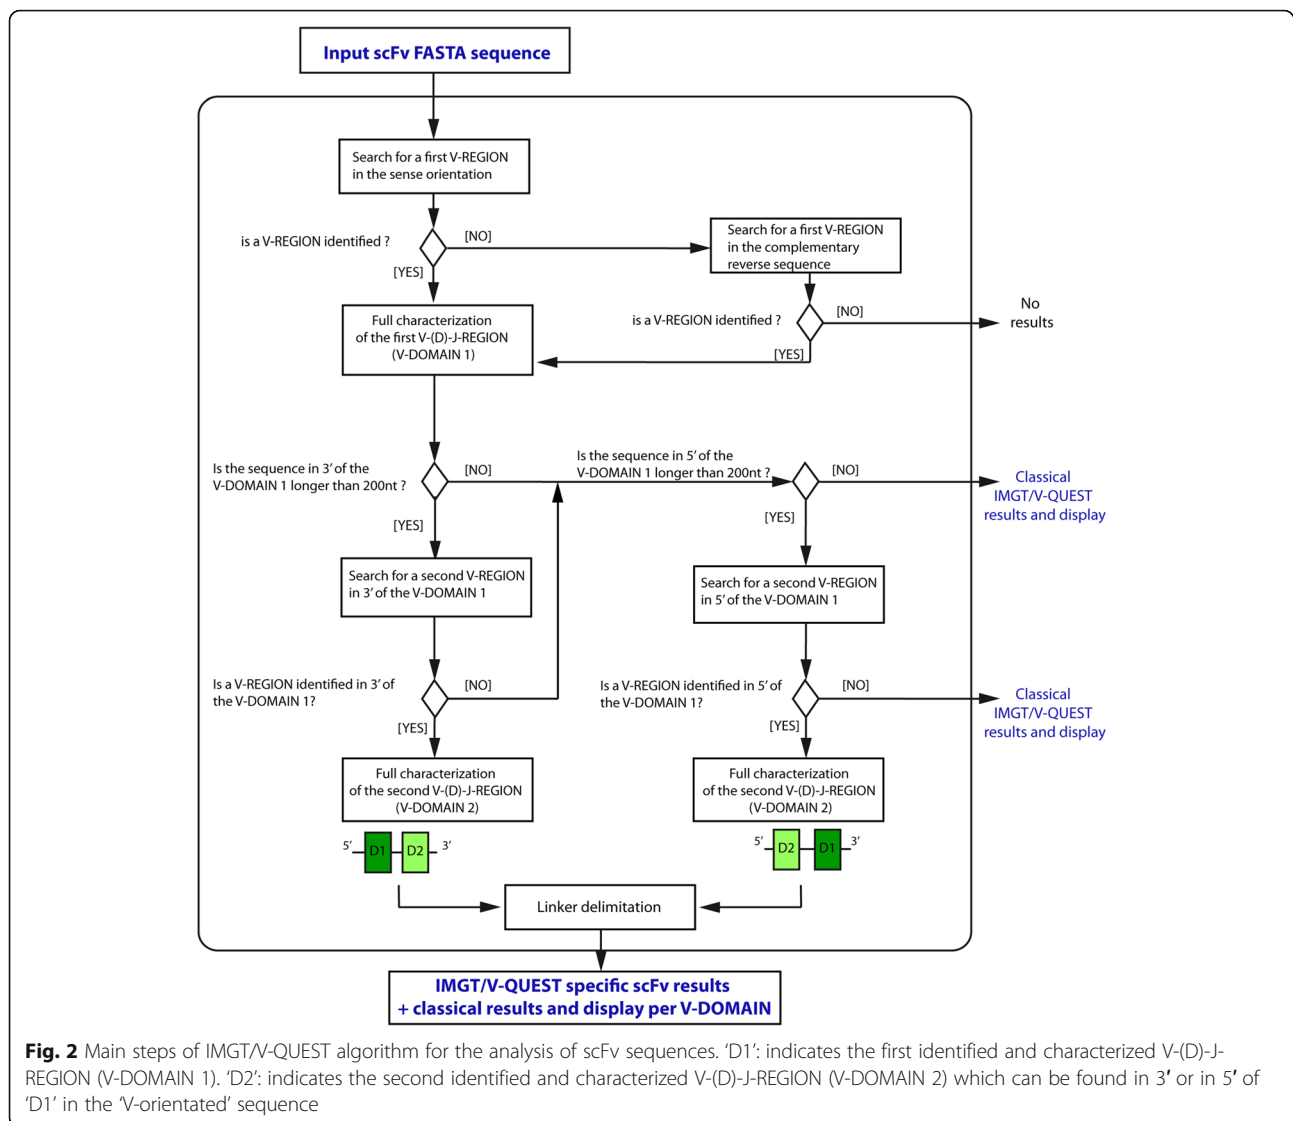 Input scFv FASTA sequence
Search for a first V-REGION
in the sense orientation
is a V-REGION identified ?
[NO]
[YES]
Search for a first V-REGION
in the complementary
reverse sequence
is a V-REGION identified ?
[NO]
No
results
[YES]
Full characterization
of the first V-(D)-J-REGION
(V-DOMAIN 1)
Is the sequence in 3' of the
V-DOMAIN 1 longer than 200nt ?
[NO]
[YES]
Is the sequence in 5' of the
V-DOMAIN 1 longer than 200nt ?
[NO]
Classical
IMGT/V-QUEST
results and display
[YES]
Search for a second V-REGION
in 3' of the V-DOMAIN 1
Search for a second V-REGION
in 5' of the V-DOMAIN 1
Is a V-REGION identified in 3' of
the V-DOMAIN 1?
[NO]
[YES]
Is a V-REGION identified in 5' of
the V-DOMAIN 1?
[NO]
Classical
IMGT/V-QUEST
results and display
[YES]
Full characterization
of the second V-(D)-J-REGION
(V-DOMAIN 2)
Full characterization
of the second V-(D)-J-REGION
(V-DOMAIN 2)
5' D1 D2 3'
5' D2 D1 3'
Linker delimitation
IMGT/V-QUEST specific scFv results
+ classical results and display per V-DOMAIN
Fig. 2 Main steps of IMGT/V-QUEST algorithm for the analysis of scFv sequences. ‘D1’: indicates the first identified and characterized V-(D)-J-
REGION (V-DOMAIN 1). ‘D2’: indicates the second identified and characterized V-(D)-J-REGION (V-DOMAIN 2) which can be found in 3′ or in 5′ of
‘D1’ in the ‘V-orientated’ sequence